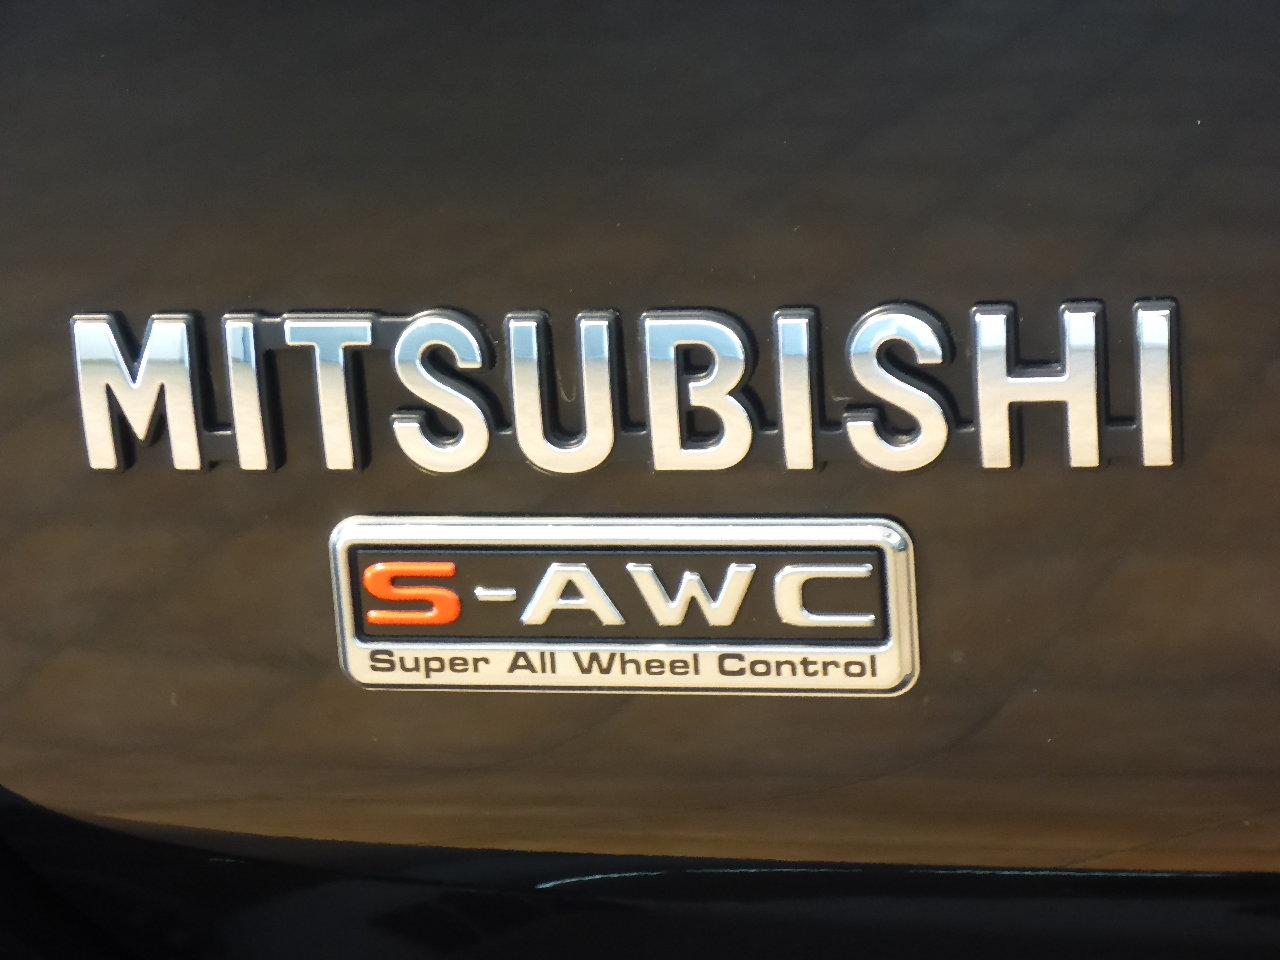 MITSUBISHI
S-AWC
Super All Wheel Control